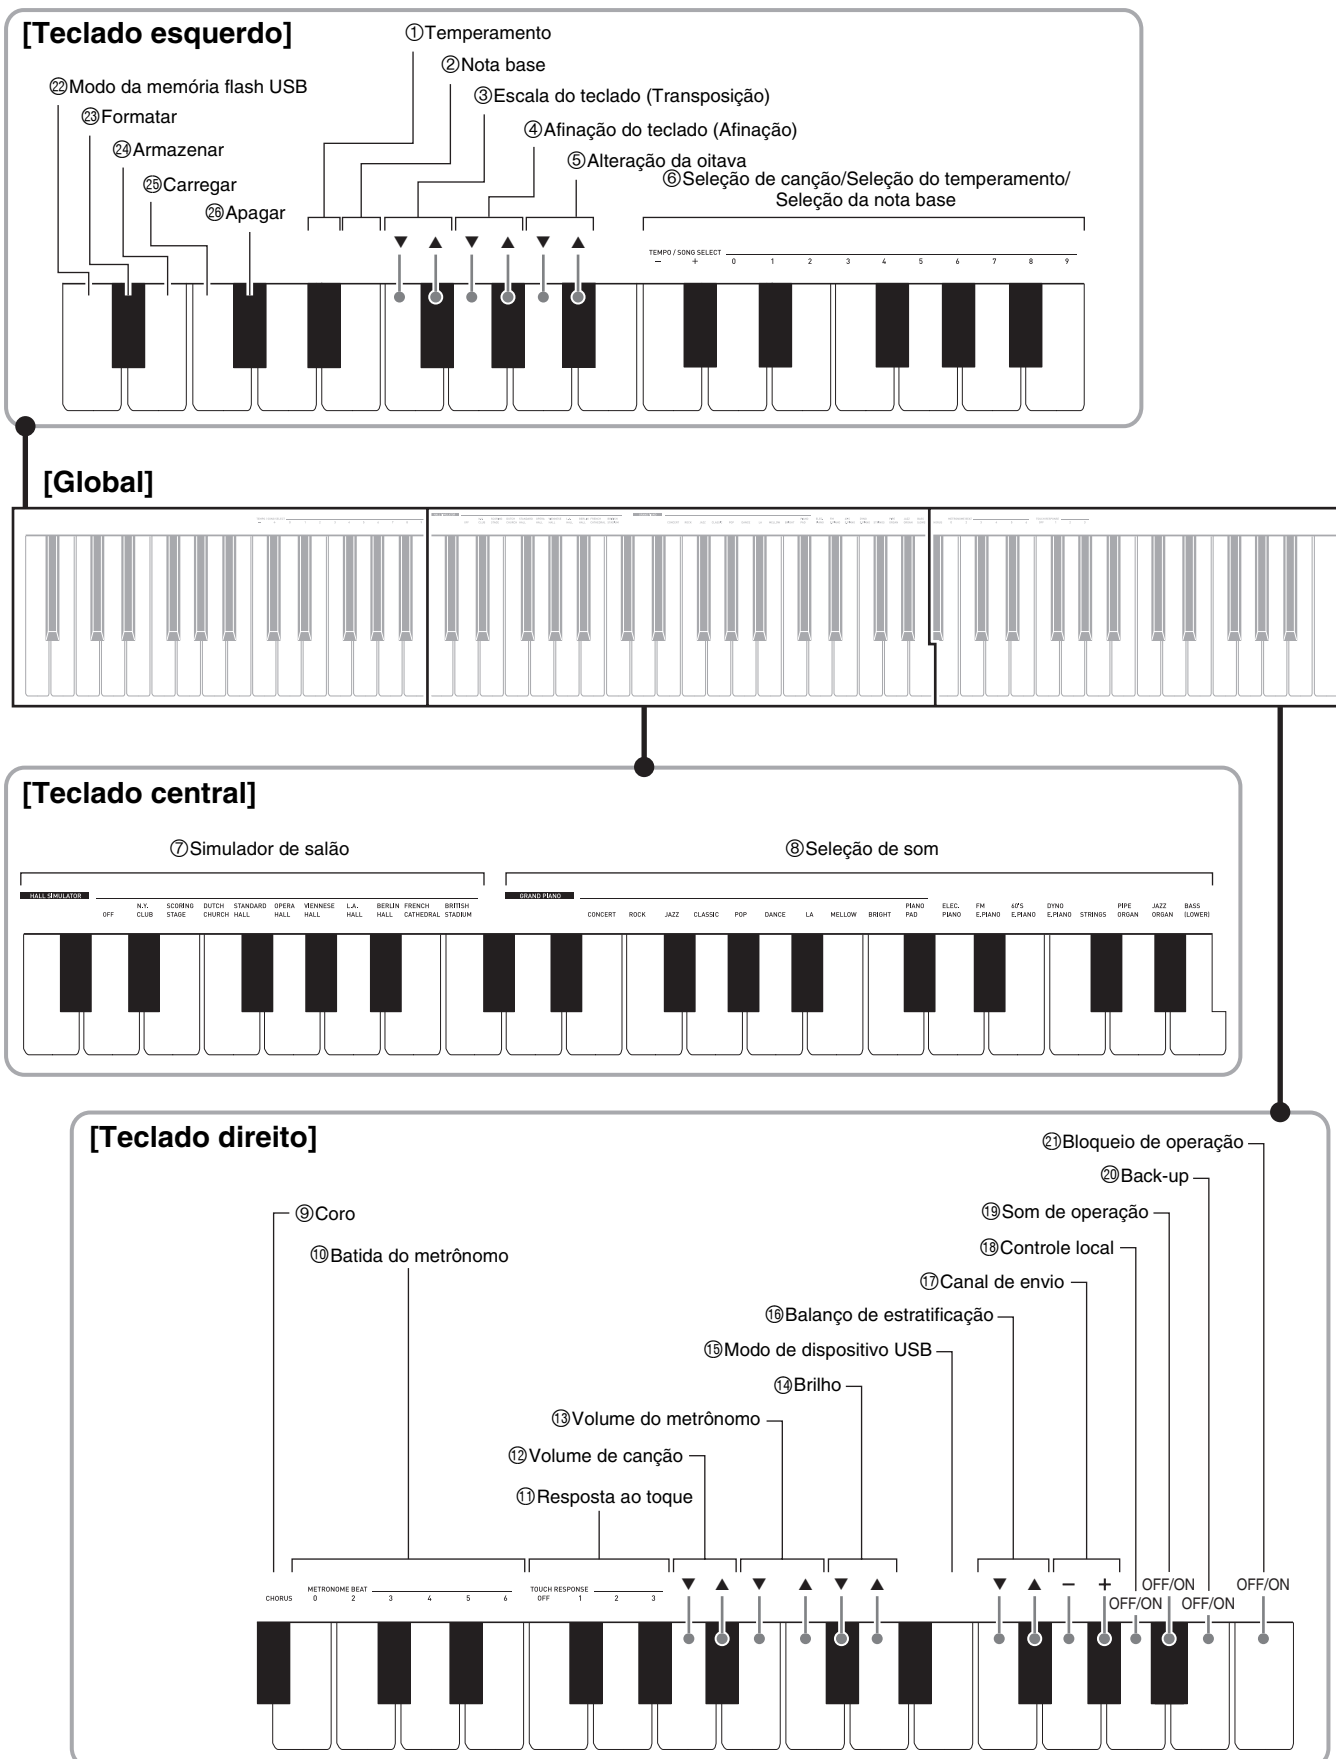 [Teclado esquerdo]
①Temperamento
②Nota base
③Escala do teclado (Transposição)
④Afinação do teclado (Afinação)
⑤Alteração da oitava
⑥Seleção de canção/Seleção do temperamento/
Seleção da nota base
㉒Modo da memória flash USB
㉓Formatar
㉔Armazenar
㉕Carregar
㉖Apagar
▼ ▲ ▼ ▲ ▼ ▲
TEMPO / SONG SELECT
− + 0 1 2 3 4 5 6 7 8 9
[Global]
[Teclado central]
⑦Simulador de salão
⑧Seleção de som
HALL SIMULATOR
OFF
N.Y.
CLUB
SCORING
STAGE
DUTCH
CHURCH
STANDARD
HALL
OPERA
HALL
VIENNESE
HALL
L.A.
HALL
BERLIN
HALL
FRENCH
CATHEDRAL
BRITISH
STADIUM
GRAND PIANO
CONCERT
ROCK
JAZZ
CLASSIC
POP
DANCE
LA
MELLOW
BRIGHT
PIANO
PAD
ELEC.
PIANO
FM
E.PIANO
60'S
E.PIANO
DYNO
E.PIANO
STRINGS
PIPE
ORGAN
JAZZ
ORGAN
BASS
(LOWER)
[Teclado direito]
㉑Bloqueio de operação
⑳Back-up
⑨Coro
⑲Som de operação
⑩Batida do metrônomo
⑱Controle local
⑰Canal de envio
⑯Balanço de estratificação
⑮Modo de dispositivo USB
⑭Brilho
⑬Volume do metrônomo
⑫Volume de canção
⑪Resposta ao toque
CHORUS
METRONOME BEAT
0 2 3 4 5 6
TOUCH RESPONSE
OFF 1 2 3
▼ ▲ ▼ ▲ ▼ ▲ ▼ ▲ − + OFF/ON OFF/ON
OFF/ON OFF/ON